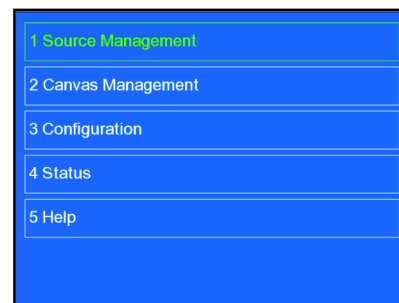 1 Source Management
2 Canvas Management
3 Configuration
4 Status
5 Help